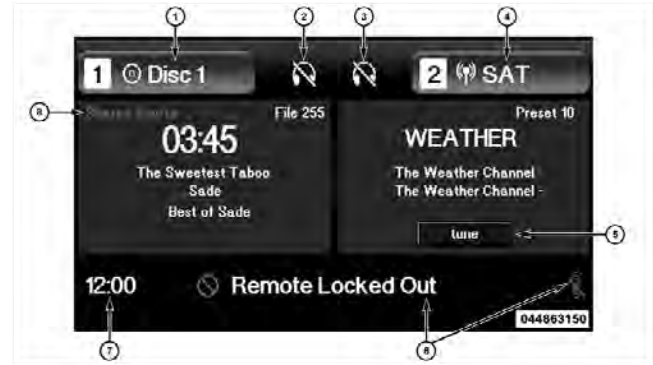 1 2 3 4
1 Disc 1 2 SAT
8 Shared Source File 255 Preset 10
03:45 WEATHER
The Sweetest Taboo The Weather Channel
Sade The Weather Channel -
Best of Sade
tune 5
12:00 Remote Locked Out
044863150
7 6